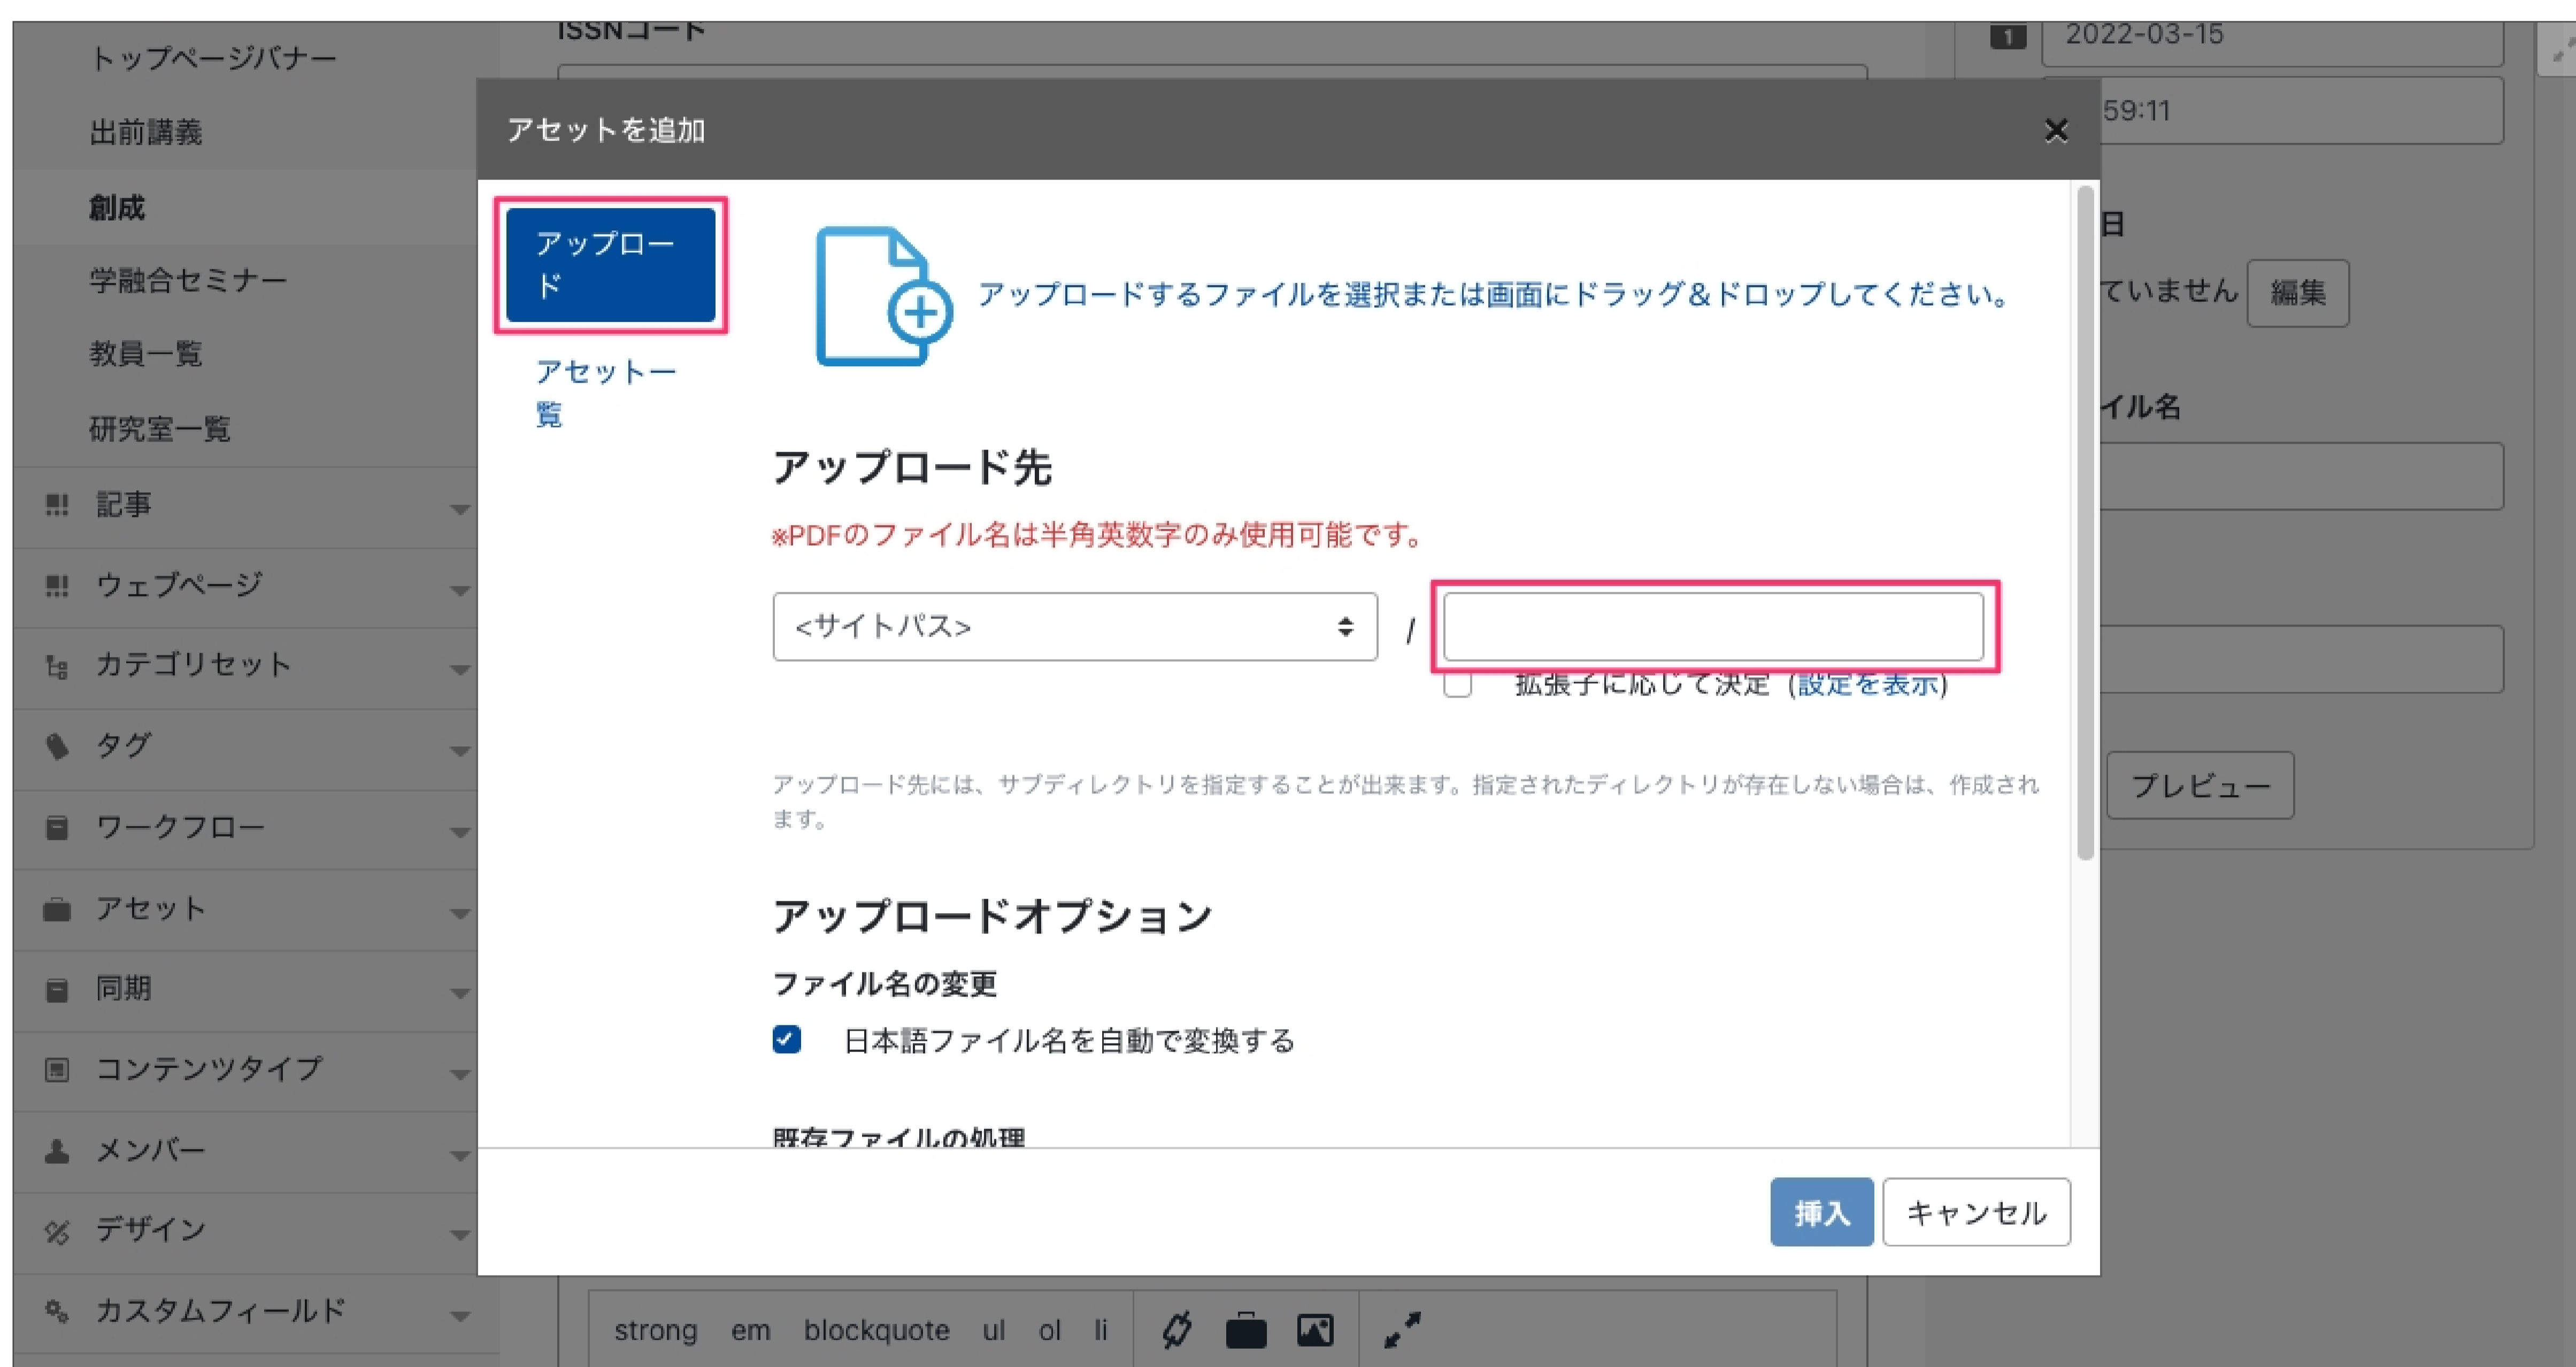 トップページバナー
出前講義
創成
学融合セミナー
教員一覧
研究室一覧
記事
ウェブページ
カテゴリセット
タグ
ワークフロー
アセット
同期
コンテンツタイプ
メンバー
デザイン
カスタムフィールド
ISSNコード
アセットを追加
アップロー
ド
アセット一
覧
アップロードするファイルを選択または画面にドラッグ＆ドロップしてください。
アップロード先
※PDFのファイル名は半角英数字のみ使用可能です。
<サイトパス> /
拡張子に応じて決定 (設定を表示)
アップロード先には、サブディレクトリを指定することが出来ます。指定されたディレクトリが存在しない場合は、作成され
ます。
アップロードオプション
ファイル名の変更
日本語ファイル名を自動で変換する
既存ファイルの処理
挿入 キャンセル
strong em blockquote ul ol li
1 2022-03-15
59:11
日
ていません 編集
イル名
プレビュー